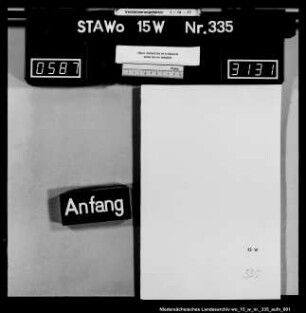 STAWo 15W Nr.335
0587
3131
Anfang
15 W
335
Niedersächsisches Landesarchiv wo_15_w_nr._335_aufn_001